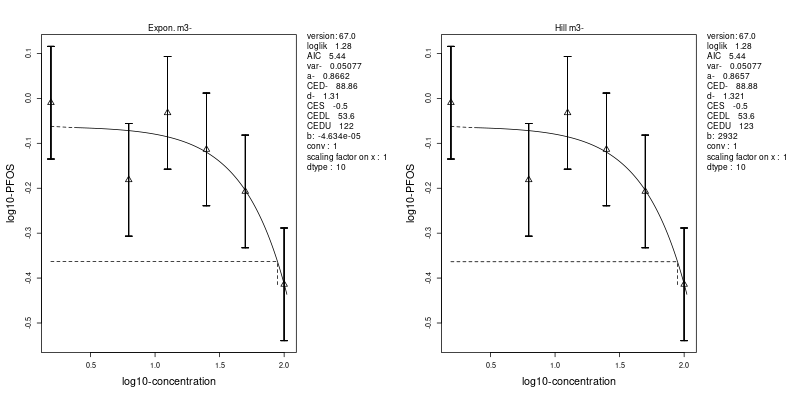 Expon. m3-
version: 67.0
loglik 1.28
AIC 5.44
var- 0.05077
a- 0.8662
CED- 88.86
d- 1.31
CES -0.5
CEDL 53.6
CEDU 122
b: -4.634e-05
conv : 1
scaling factor on x : 1
dtype : 10
log10-PFOS
0.1
0.0
-0.1
-0.2
-0.3
-0.4
-0.5
0.5
1.0
1.5
2.0
log10-concentration
Hill m3-
version: 67.0
loglik 1.28
AIC 5.44
var- 0.05077
a- 0.8657
CED- 88.88
d- 1.321
CES -0.5
CEDL 53.6
CEDU 123
b: 2932
conv : 1
scaling factor on x : 1
dtype : 10
log10-PFOS
0.1
0.0
-0.1
-0.2
-0.3
-0.4
-0.5
0.5
1.0
1.5
2.0
log10-concentration